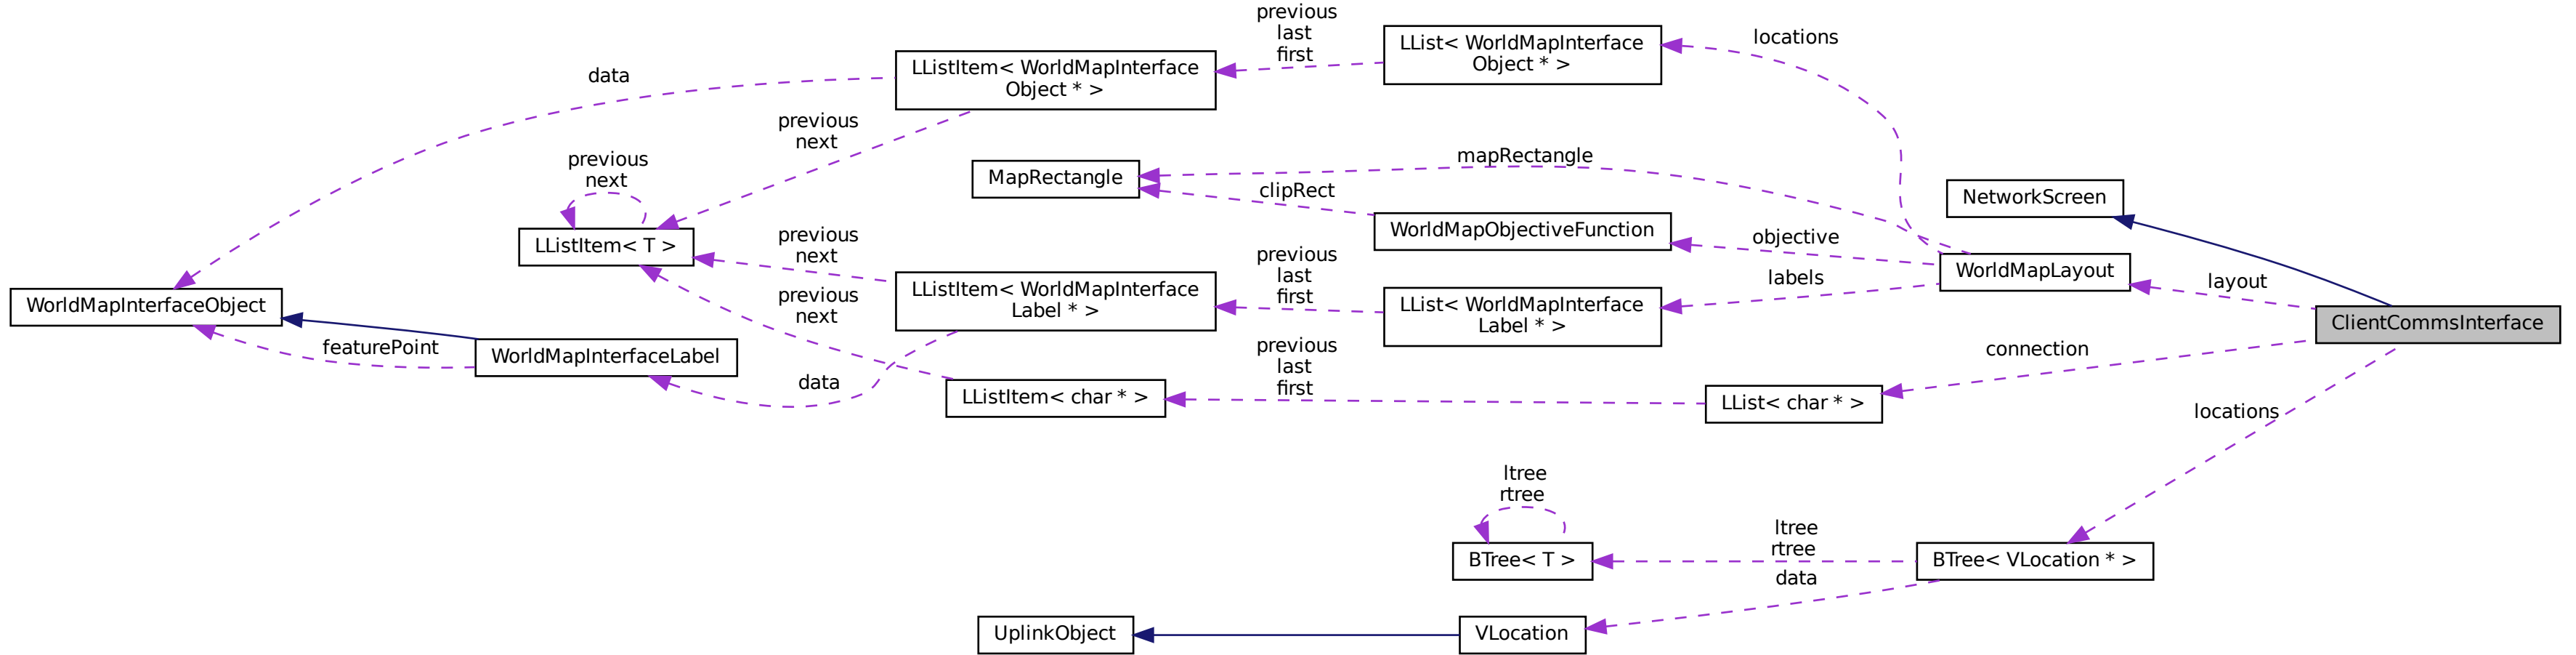 previous
last
first
LList< WorldMapInterface
Object * >
locations
LListItem< WorldMapInterface
Object * >
data
previous
next
previous
next
mapRectangle
MapRectangle
clipRect
NetworkScreen
LListItem< T >
WorldMapObjectiveFunction
objective
previous
next
previous
last
first
WorldMapLayout
labels
layout
LListItem< WorldMapInterface
Label * >
LList< WorldMapInterface
Label * >
WorldMapInterfaceObject
previous
next
ClientCommsInterface
featurePoint
WorldMapInterfaceLabel
previous
last
first
connection
data
LListItem< char * >
LList< char * >
locations
ltree
rtree
ltree
rtree
BTree< T >
BTree< VLocation * >
data
UplinkObject
VLocation